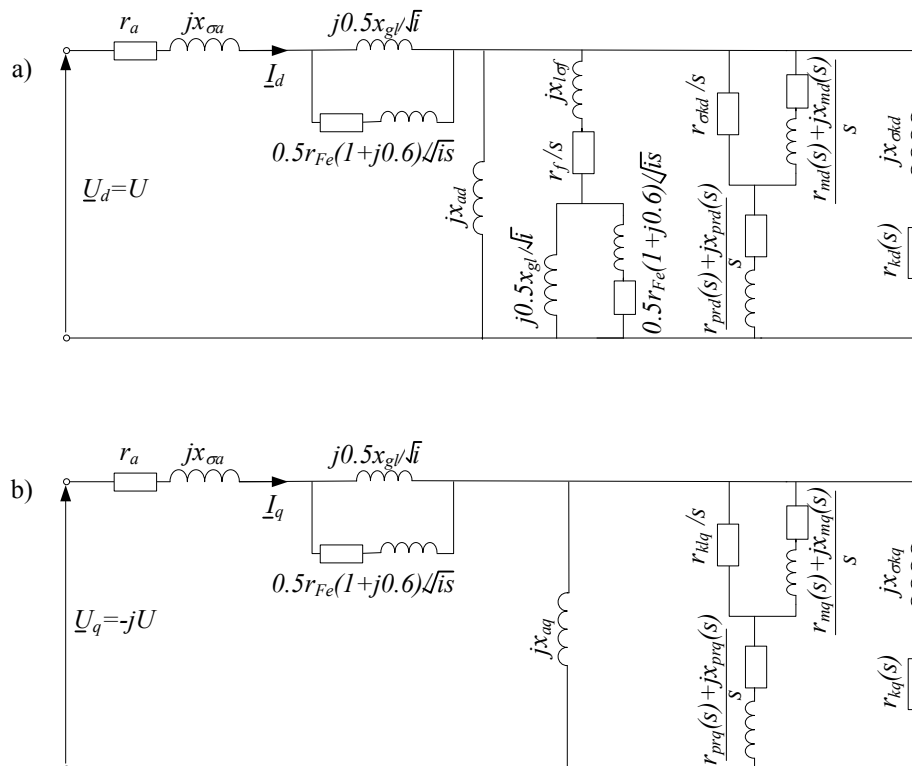 a)
r_a
jx_σa
j0.5x_gl/√i
I_d
0.5r_Fe(1+j0.6)/√is
U_d=U
jx_ad
jx_lσf
r_f/s
j0.5x_gl/√i
0.5r_Fe(1+j0.6)/√is
r_σkd/s
r_md(s)+jx_md(s)
s
r_prd(s)+jx_prd(s)
s
jx_σkd
r_kd(s)
b)
r_a
jx_σa
j0.5x_gl/√i
I_q
0.5r_Fe(1+j0.6)/√is
U_q=-jU
jx_aq
r_klq/s
r_mq(s)+jx_mq(s)
s
r_prq(s)+jx_prq(s)
s
jx_σkq
r_kq(s)